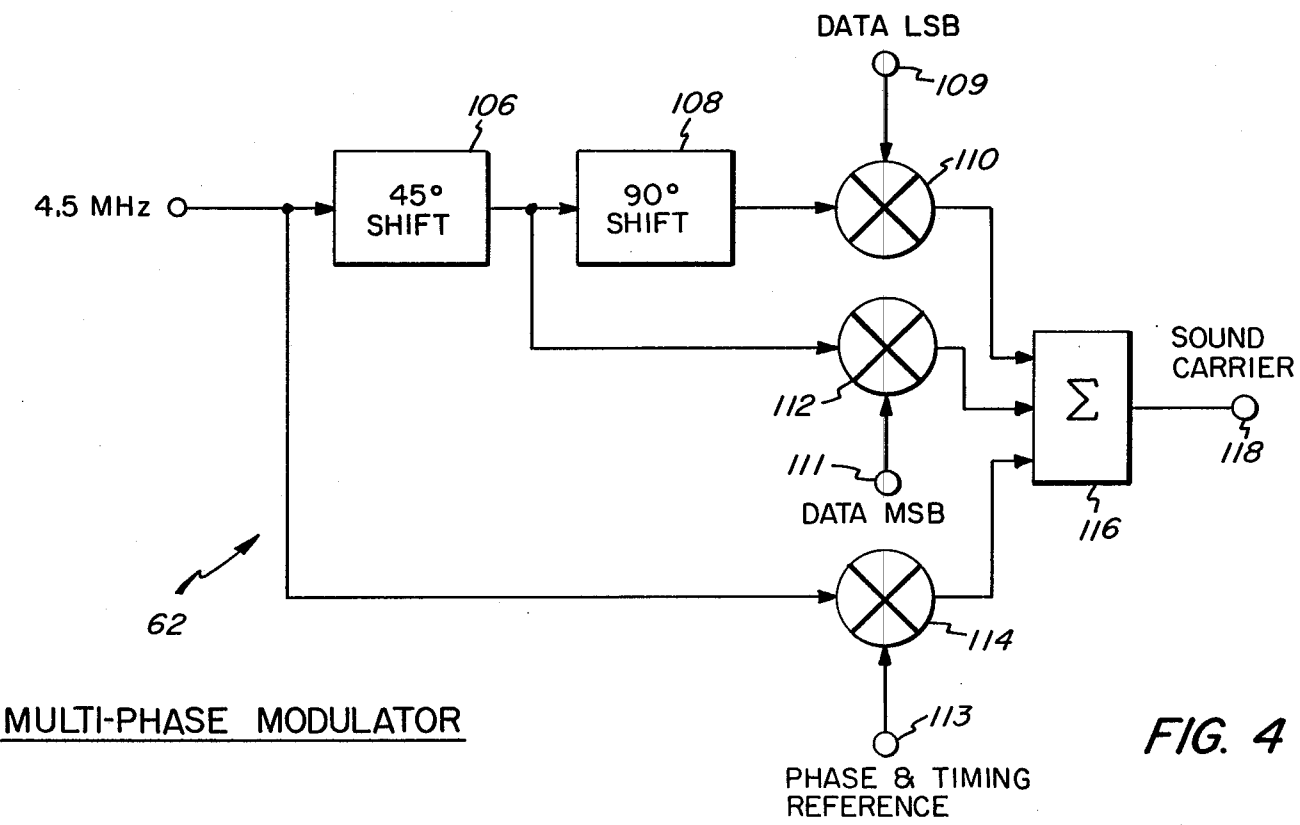 DATA LSB
109
106
108
110
4.5 MHz
45°
SHIFT
90°
SHIFT
SOUND
CARRIER
Σ
112
118
111
DATA MSB
116
62
114
113
MULTI-PHASE MODULATOR
FIG. 4
PHASE & TIMING
REFERENCE